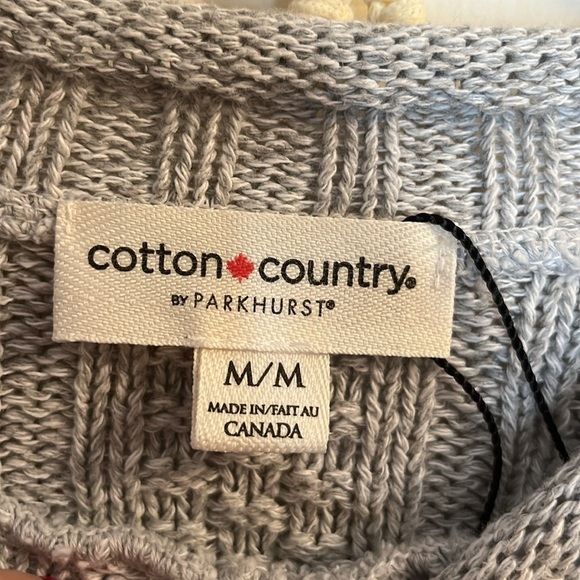 cotton country®
BY PARKHURST®
M/M
MADE IN/FAIT AU
CANADA